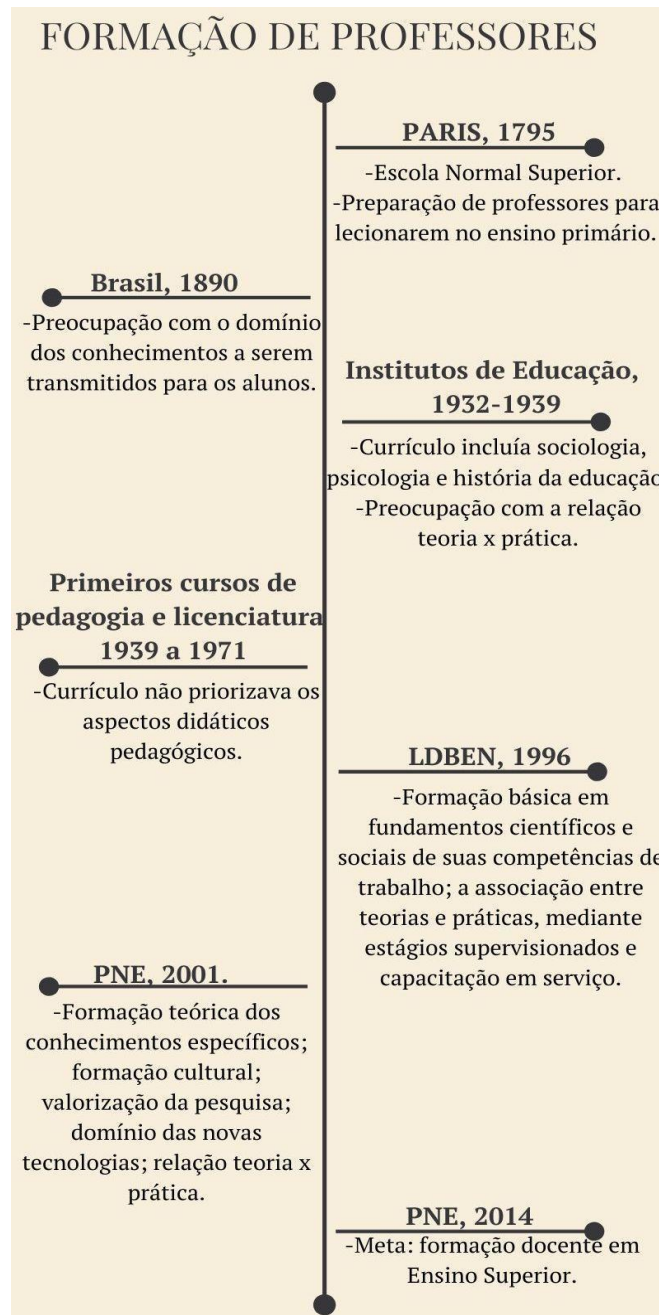 FORMAÇÃO DE PROFESSORES
PARIS, 1795
-Escola Normal Superior.
-Preparação de professores para
lecionarem no ensino primário.
Brasil, 1890
-Preocupação com o domínio
dos conhecimentos a serem
transmitidos para os alunos.
Institutos de Educação,
1932-1939
-Currículo incluía sociologia,
psicologia e história da educação
-Preocupação com a relação
teoria x prática.
Primeiros cursos de
pedagogia e licenciatura
1939 a 1971
-Currículo não priorizava os
aspectos didáticos
pedagógicos.
LDBEN, 1996
-Formação básica em
fundamentos científicos e
sociais de suas competências de
trabalho; a associação entre
teorias e práticas, mediante
estágios supervisionados e
capacitação em serviço.
PNE, 2001.
-Formação teórica dos
conhecimentos específicos;
formação cultural;
valorização da pesquisa;
domínio das novas
tecnologias; relação teoria x
prática.
PNE, 2014
-Meta: formação docente em
Ensino Superior.